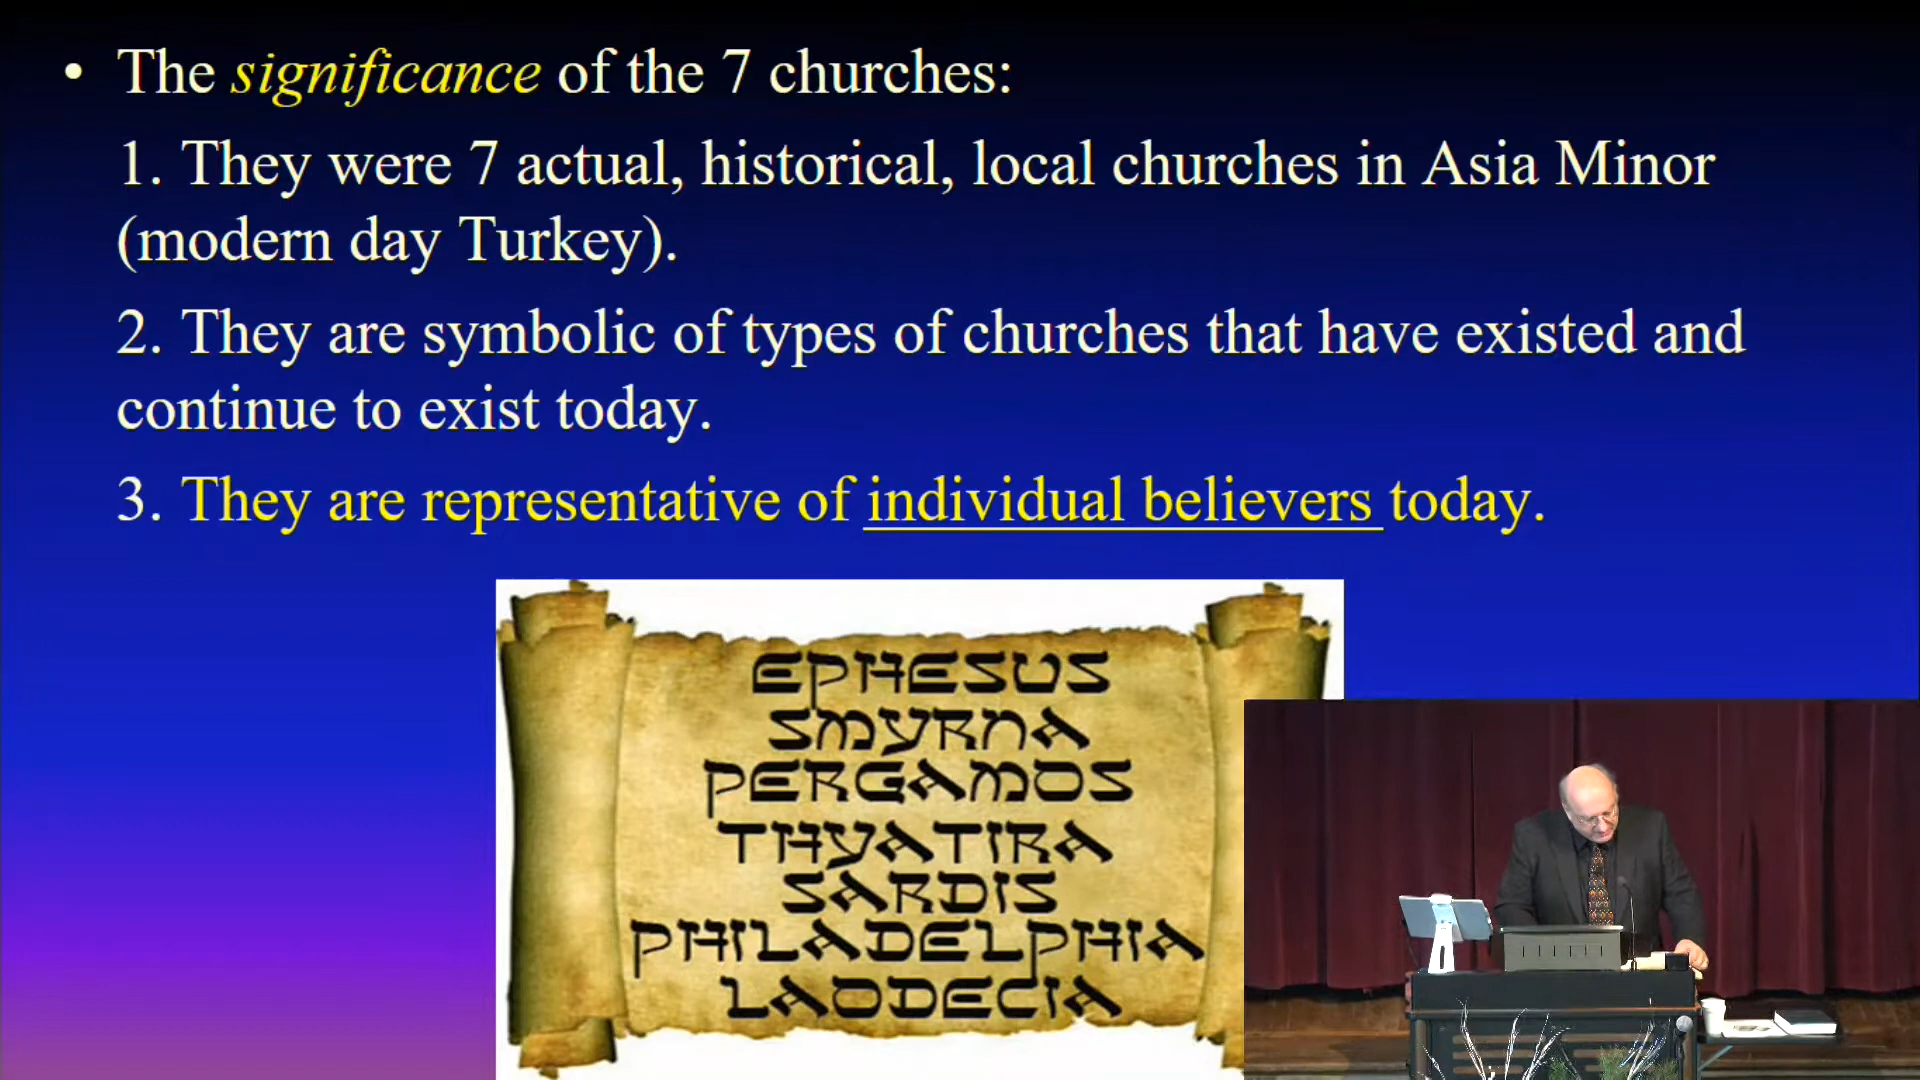 • The significance of the 7 churches:
1. They were 7 actual, historical, local churches in Asia Minor
(modern day Turkey).
2. They are symbolic of types of churches that have existed and
continue to exist today.
3. They are representative of individual believers today.
EPHESUS
SMYRNA
PERGAMOS
THYATIRA
SARDIS
PHILADELPHIA
LAODECIA